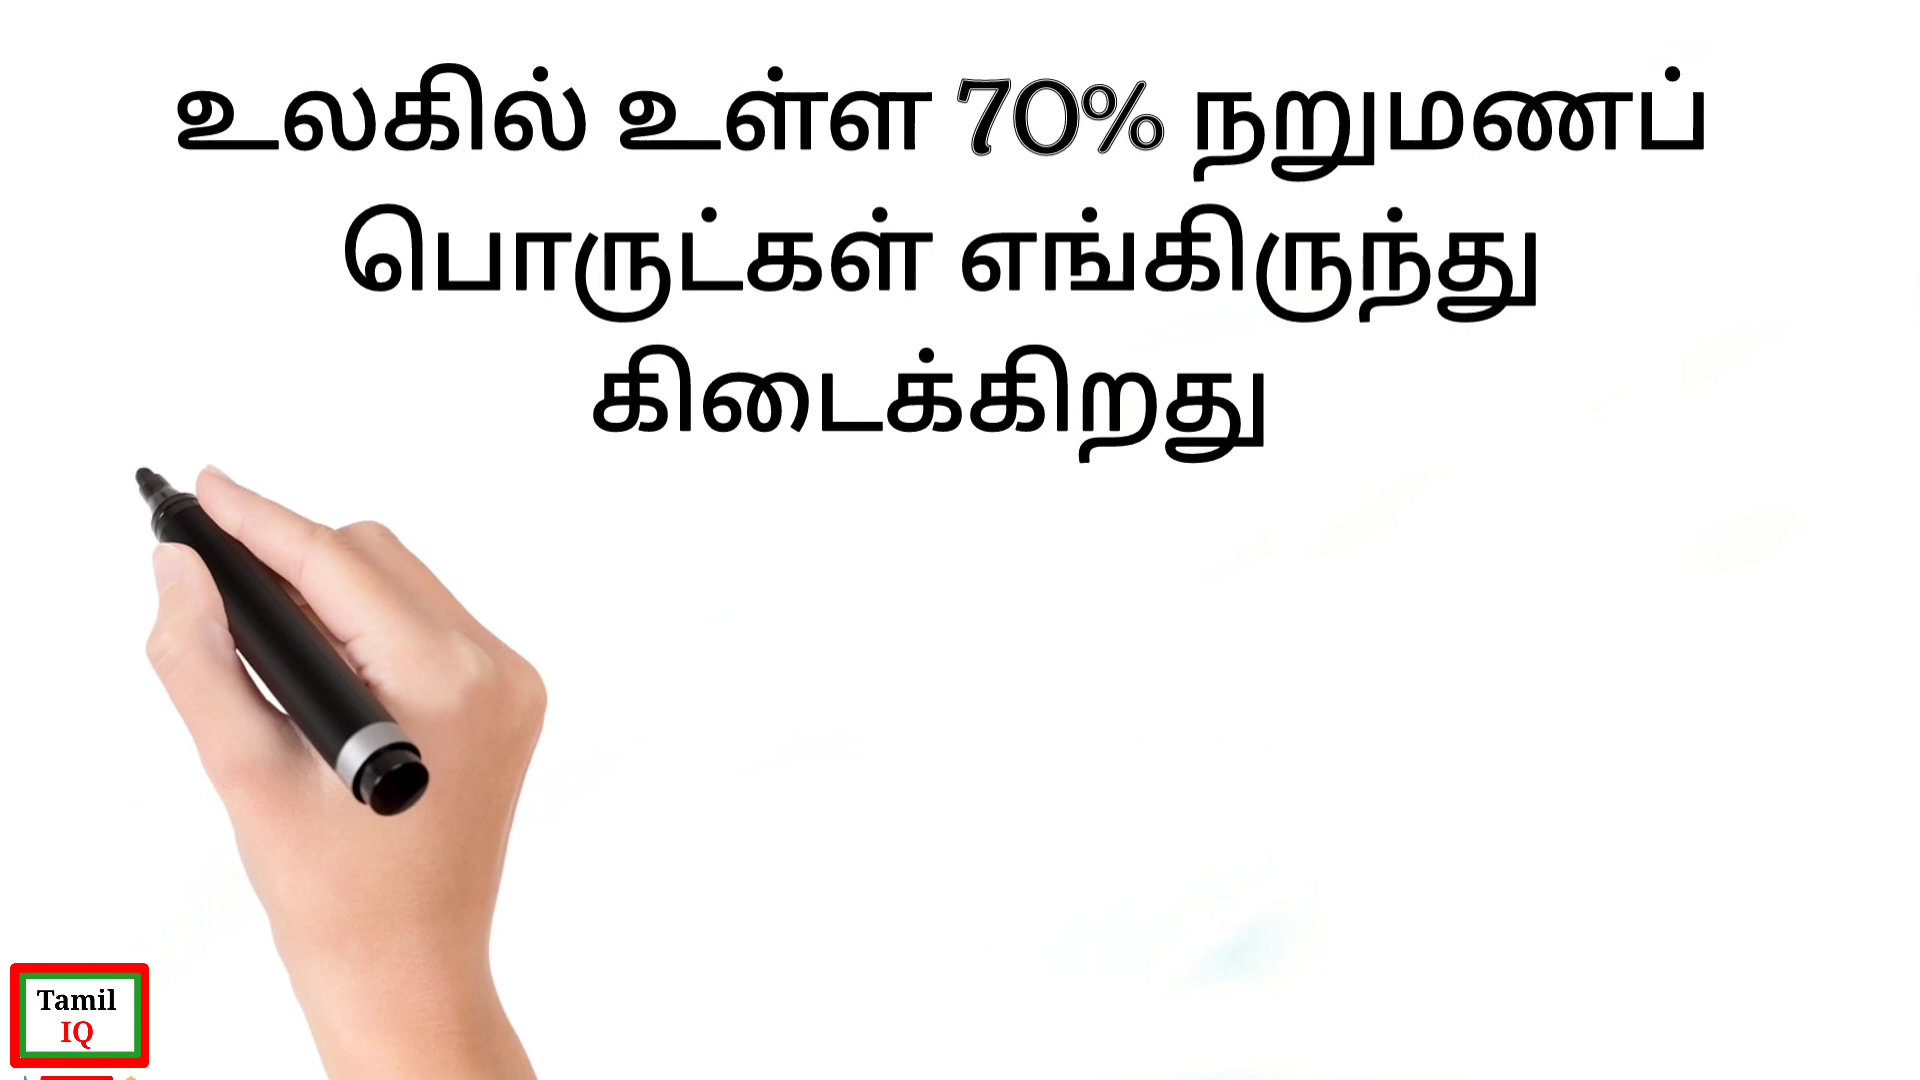 உலகில் உள்ள 70% நறுமணப்
பொருட்கள் எங்கிருந்து
கிடைக்கிறது
Tamil
IQ